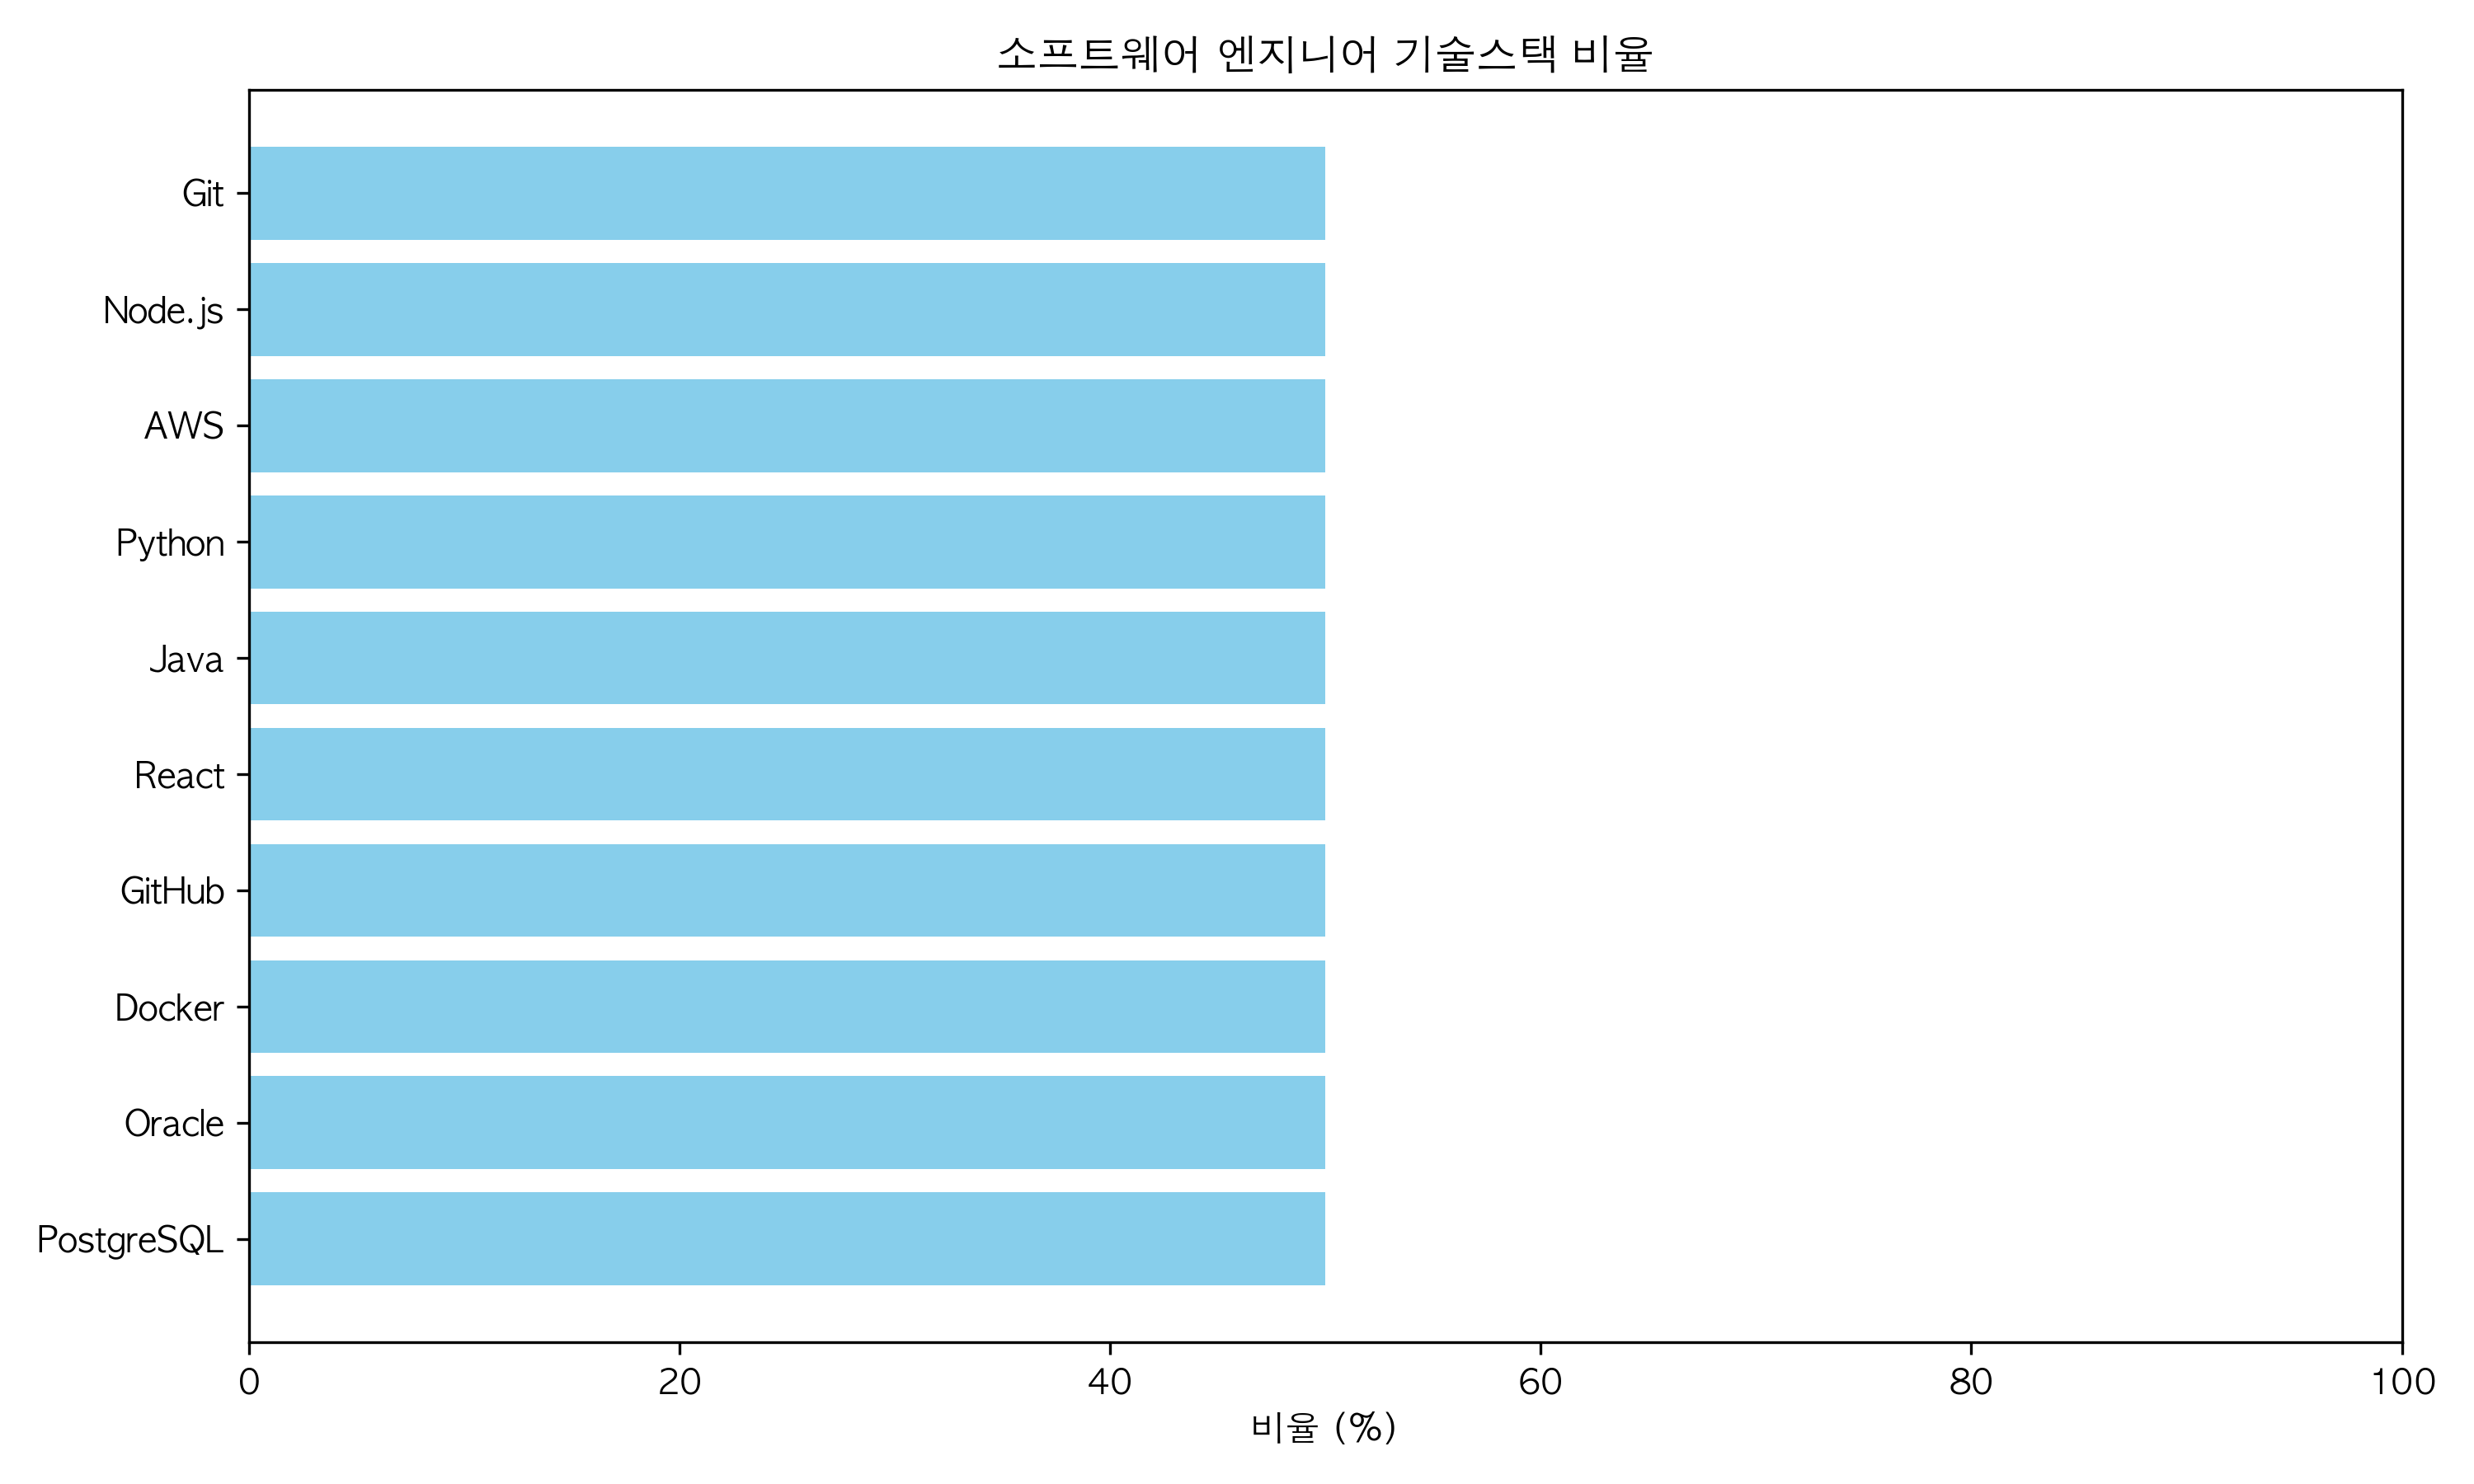 소프트웨어 엔지니어 기술스택 비율
Git
Node.js
AWS
Python
Java
React
GitHub
Docker
Oracle
PostgreSQL
0 20 40 60 80 100
비율 (%)